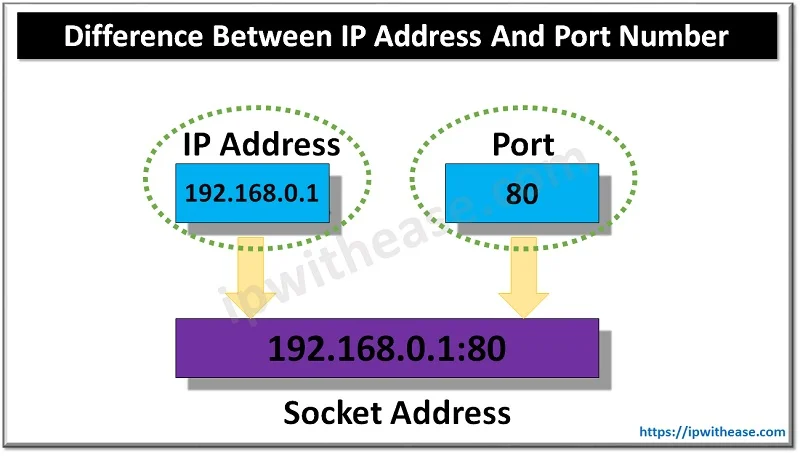 Difference Between IP Address And Port Number
IP Address
Port
192.168.0.1
80
ipwithease.com
192.168.0.1:80
Socket Address
https://ipwithease.com